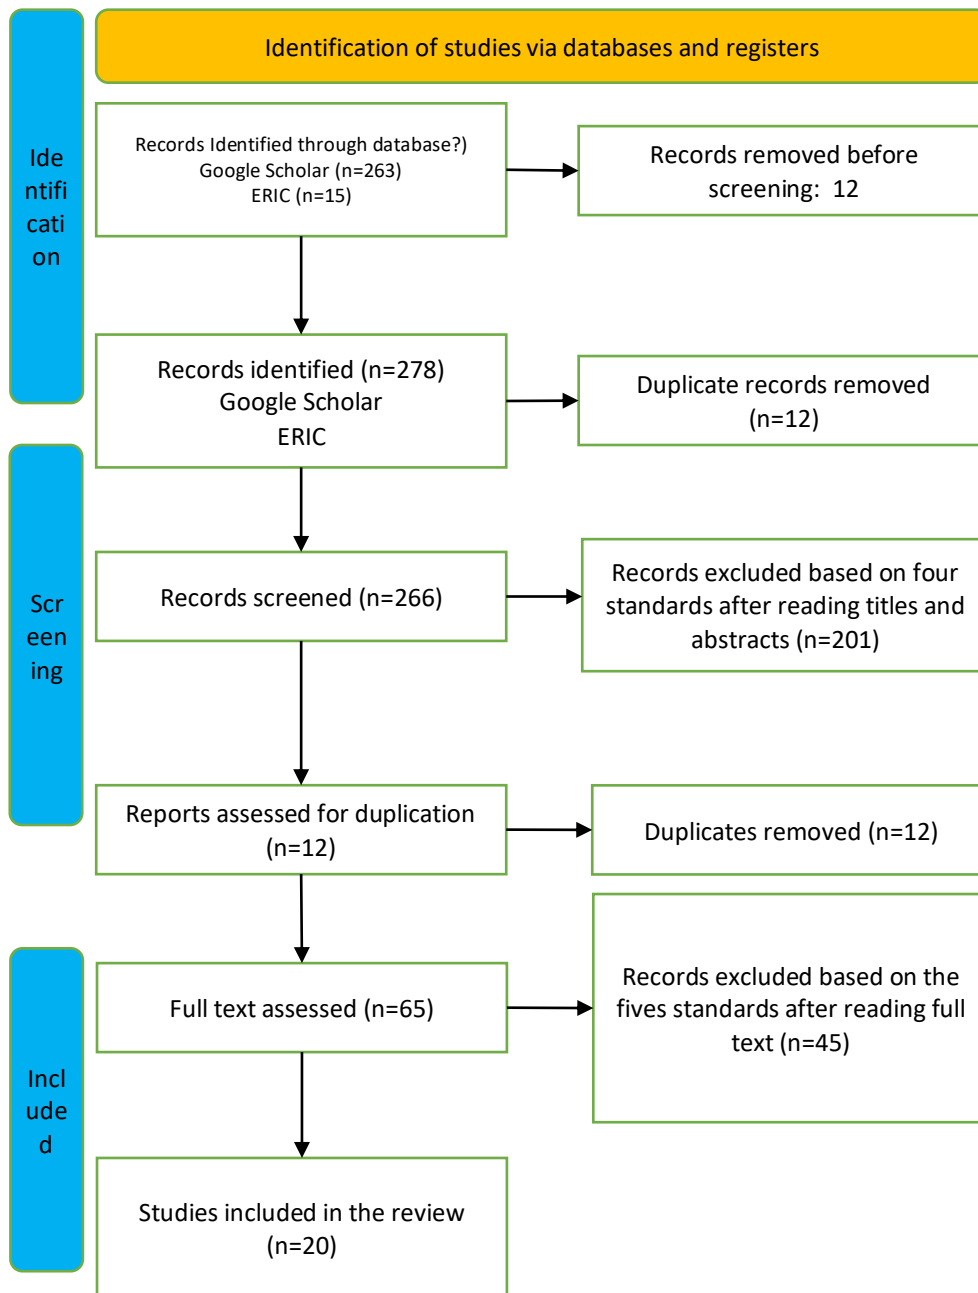 Identification of studies via databases and registers
Ide
ntifi
cati
on
Records Identified through database?)
Google Scholar (n=263)
ERIC (n=15)
Records removed before
screening: 12
Records identified (n=278)
Google Scholar
ERIC
Duplicate records removed
(n=12)
Scr
een
ing
Records screened (n=266)
Records excluded based on four
standards after reading titles and
abstracts (n=201)
Reports assessed for duplication
(n=12)
Duplicates removed (n=12)
Incl
ude
d
Full text assessed (n=65)
Records excluded based on the
fives standards after reading full
text (n=45)
Studies included in the review
(n=20)